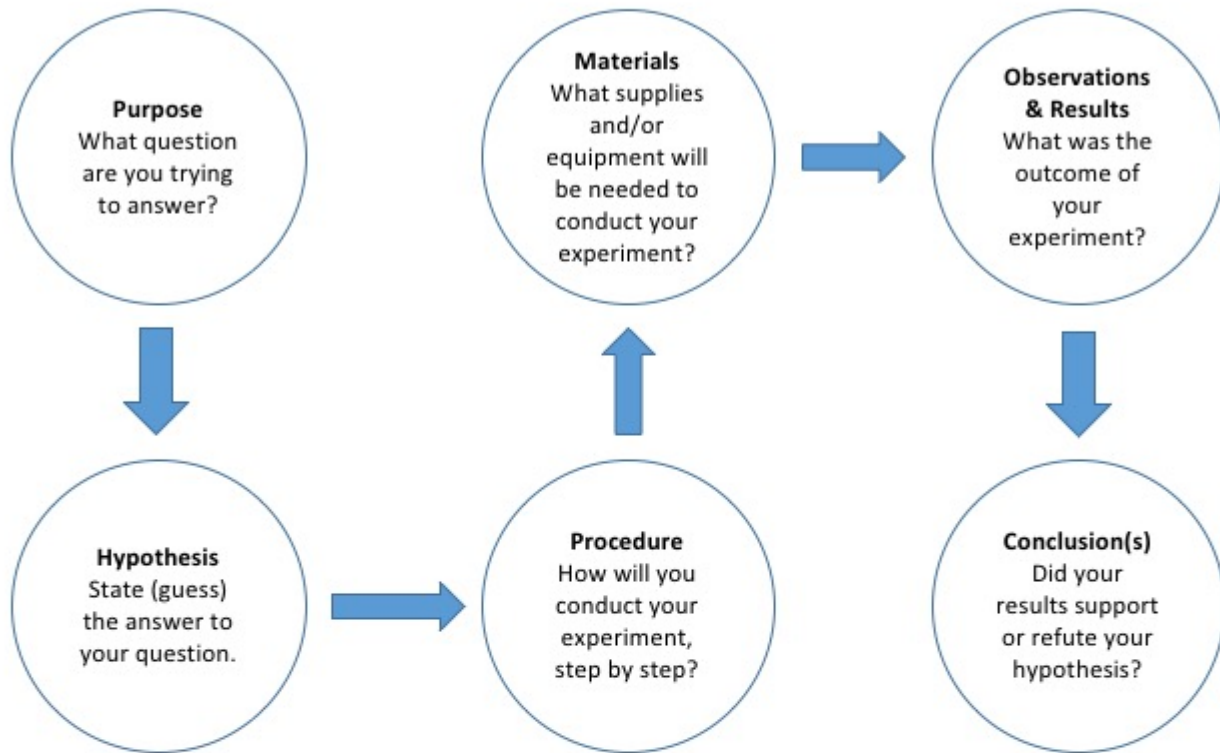 Purpose
What question
are you trying
to answer?
Hypothesis
State (guess)
the answer to
your question.
Procedure
How will you
conduct your
experiment,
step by step?
Materials
What supplies
and/or
equipment will
be needed to
conduct your
experiment?
Observations
& Results
What was the
outcome of
your
experiment?
Conclusion(s)
Did your
results support
or refute your
hypothesis?